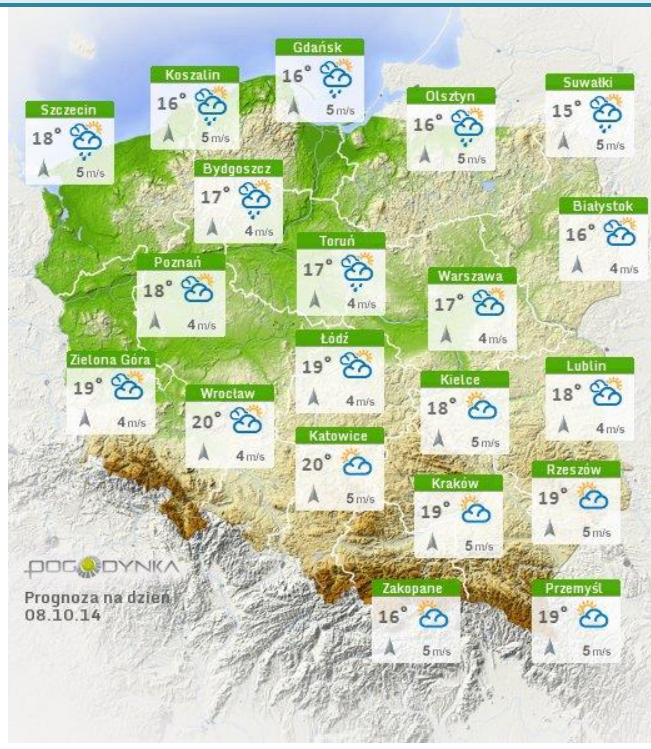 Gdańsk
16° 5 m/s
Koszalin
16° 5 m/s
Suwałki
15° 5 m/s
Olsztyn
16° 5 m/s
Szczecin
18° 5 m/s
Bydgoszcz
17° 4 m/s
Białystok
16° 4 m/s
Toruń
17° 4 m/s
Poznań
18° 4 m/s
Warszawa
17° 4 m/s
Łódź
19° 4 m/s
Zielona Góra
19° 4 m/s
Lublin
18° 4 m/s
Kielce
18° 5 m/s
Wrocław
20° 4 m/s
Katowice
20° 5 m/s
Rzeszów
19° 5 m/s
Kraków
19° 5 m/s
POGODYNKA
Prognoza na dzień
08.10.14
Zakopane
16° 5 m/s
Przemyśl
19° 5 m/s